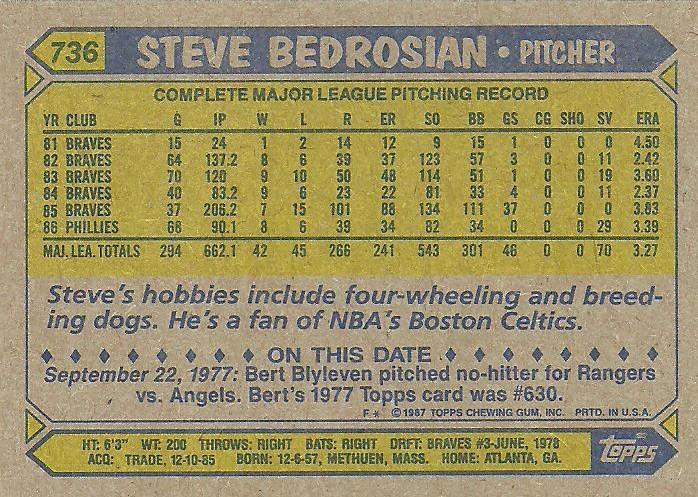 736 STEVE BEDROSIAN • PITCHER
COMPLETE MAJOR LEAGUE PITCHING RECORD
YR CLUB G IP W L R ER SO BB GS CG SHO SV ERA
81 BRAVES 15 24 1 2 14 12 9 15 1 0 0 0 4.50
82 BRAVES 64 137.2 8 6 39 37 123 57 3 0 0 11 2.42
83 BRAVES 70 120 9 10 50 48 114 51 1 0 0 19 3.60
84 BRAVES 40 83.2 9 6 23 22 81 33 4 0 0 11 2.37
85 BRAVES 37 206.2 7 15 101 88 134 111 37 0 0 0 3.83
86 PHILLIES 68 90.1 8 6 39 34 82 34 0 0 0 29 3.39
MAJ. LEA. TOTALS 294 662.1 42 45 266 241 543 301 46 0 0 70 3.27
Steve's hobbies include four-wheeling and breed-
ing dogs. He's a fan of NBA's Boston Celtics.
ON THIS DATE
September 22, 1977: Bert Blyleven pitched no-hitter for Rangers
vs. Angels. Bert's 1977 Topps card was #630.
F* © 1987 TOPPS CHEWING GUM, INC. PRTD. IN U.S.A.
HT: 6'3" WT: 200 THROWS: RIGHT BATS: RIGHT DRFT: BRAVES #3-JUNE, 1978
ACQ: TRADE, 12-10-85 BORN: 12-6-57, METHUEN, MASS. HOME: ATLANTA, GA.
topps